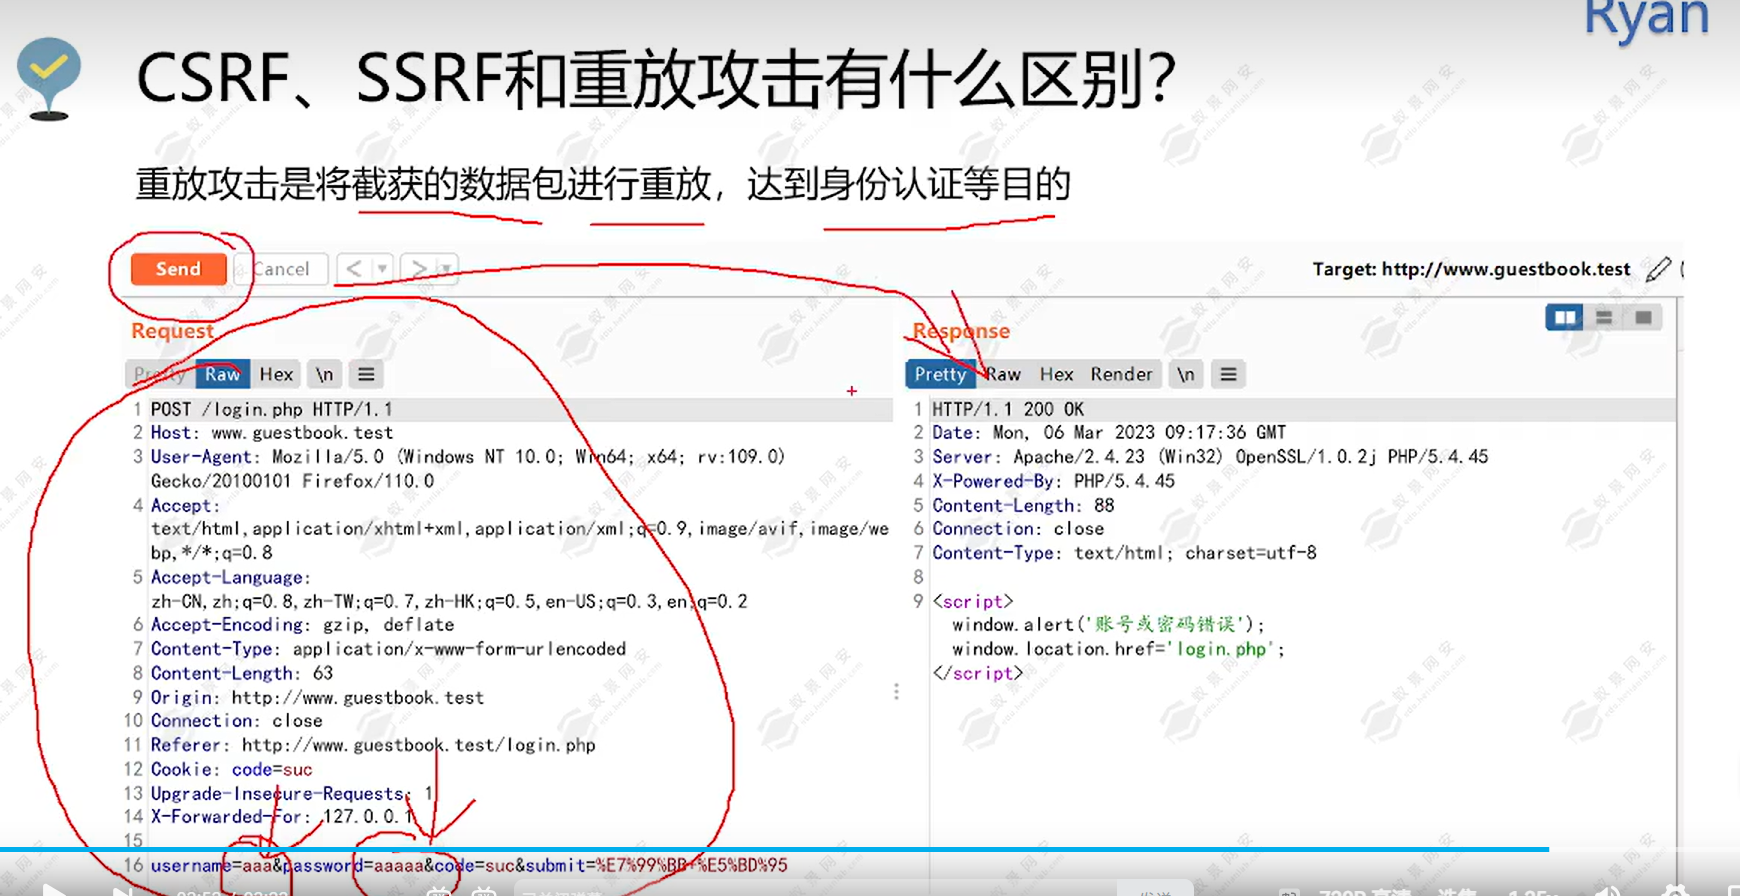 Ryan
CSRF、SSRF和重放攻击有什么区别？
重放攻击是将截获的数据包进行重放，达到身份认证等目的
Send Cancel < > Target: http://www.guestbook.test
Request
Pretty Raw Hex \n
1 POST /login.php HTTP/1.1
2 Host: www.guestbook.test
3 User-Agent: Mozilla/5.0 (Windows NT 10.0; Win64; x64; rv:109.0)
Gecko/20100101 Firefox/110.0
4 Accept:
text/html,application/xhtml+xml,application/xml;q=0.9,image/avif,image/we
bp,*/*;q=0.8
5 Accept-Language:
zh-CN,zh;q=0.8,zh-TW;q=0.7,zh-HK;q=0.5,en-US;q=0.3,en;q=0.2
6 Accept-Encoding: gzip, deflate
7 Content-Type: application/x-www-form-urlencoded
8 Content-Length: 63
9 Origin: http://www.guestbook.test
10 Connection: close
11 Referer: http://www.guestbook.test/login.php
12 Cookie: code=suc
13 Upgrade-Insecure-Requests: 1
14 X-Forwarded-For: 127.0.0.1
15
16 username=aaa&password=aaaaa&code=suc&submit=%E7%99%BB+%E5%BD%95
Response
Pretty Raw Hex Render \n
1 HTTP/1.1 200 OK
2 Date: Mon, 06 Mar 2023 09:17:36 GMT
3 Server: Apache/2.4.23 (Win32) OpenSSL/1.0.2j PHP/5.4.45
4 X-Powered-By: PHP/5.4.45
5 Content-Length: 88
6 Connection: close
7 Content-Type: text/html; charset=utf-8
8
9 <script>
window.alert('账号或密码错误');
window.location.href='login.php';
</script>
蚁景网安
edu.hetianlab.com